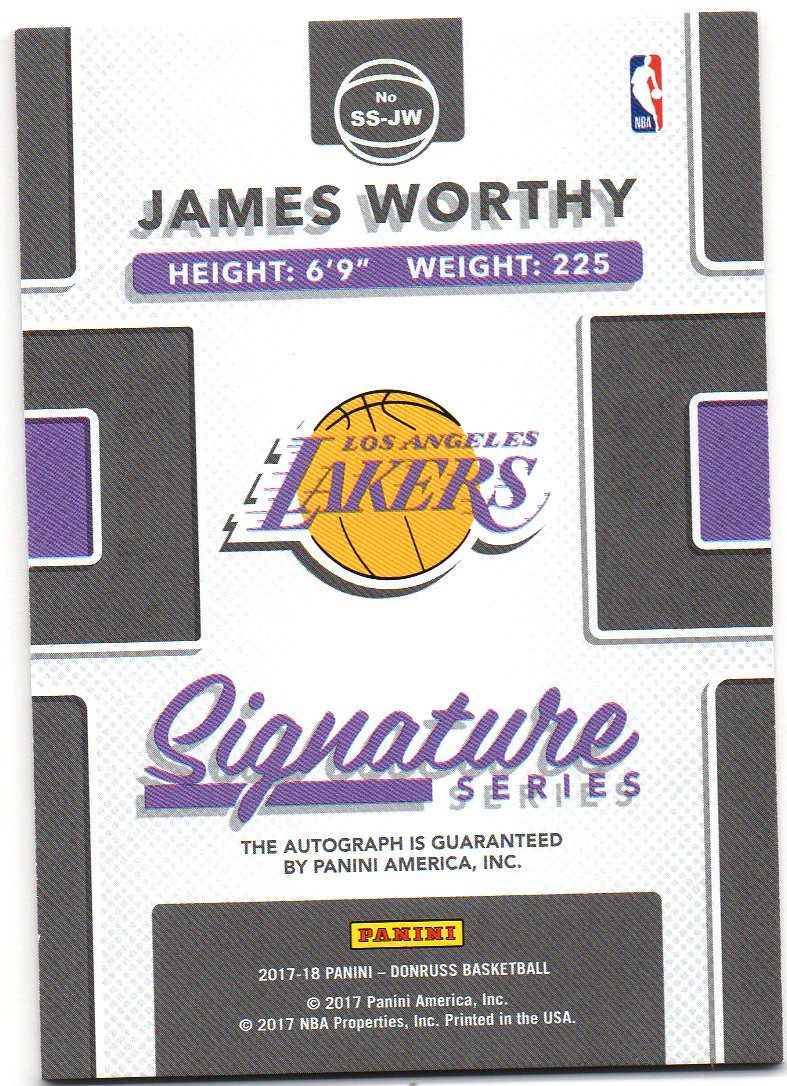 No
SS-JW
NBA
JAMES WORTHY
HEIGHT: 6'9" WEIGHT: 225
LOS ANGELES
LAKERS
Signature
SERIES
THE AUTOGRAPH IS GUARANTEED
BY PANINI AMERICA, INC.
PANINI
2017-18 PANINI – DONRUSS BASKETBALL
© 2017 Panini America, Inc.
© 2017 NBA Properties, Inc. Printed in the USA.